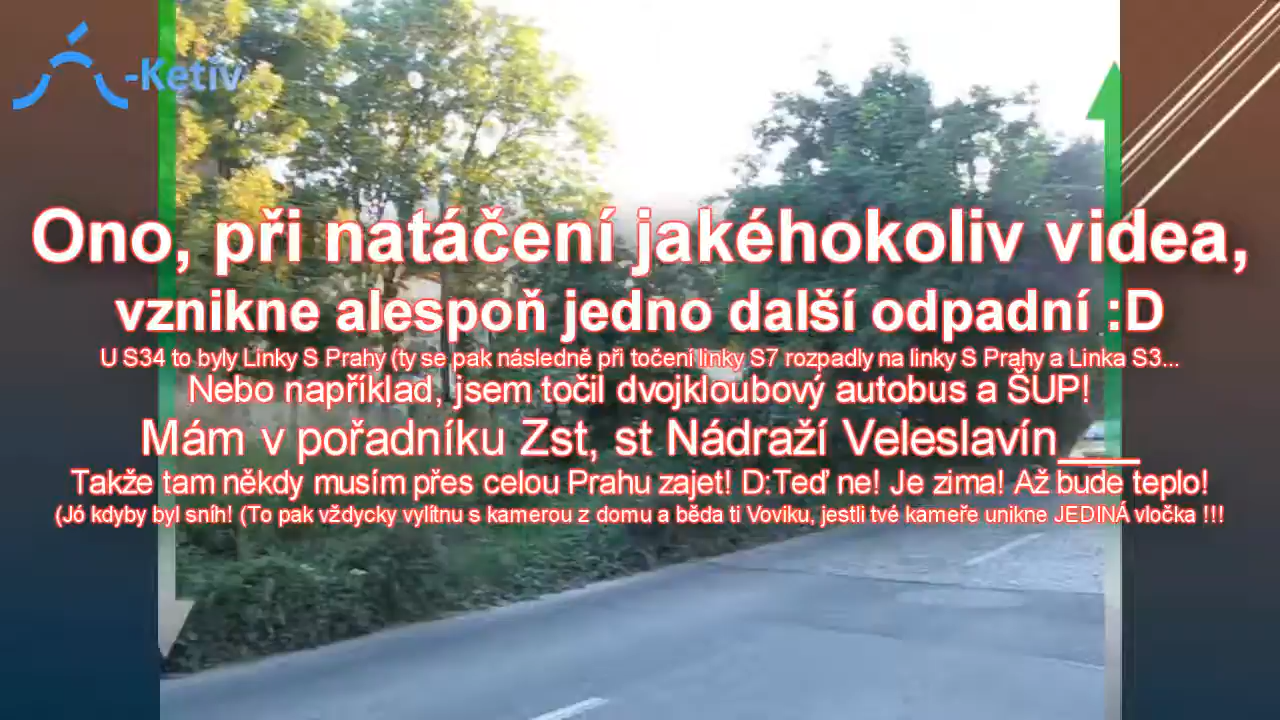 -Ketiv
Ono, při natáčení jakéhokoliv videa,
vznikne alespoň jedno další odpadní :D
U S34 to byly Linky S Prahy (ty se pak následně při točení linky S7 rozpadly na linky S Prahy a Linka S3...
Nebo například, jsem točil dvojkloubový autobus a ŠUP!
Mám v pořadníku Zst, st Nádraží Veleslavín___
Takže tam někdy musím přes celou Prahu zajet! D:Teď ne! Je zima! Až bude teplo!
(Jó kdyby byl sníh! (To pak vždycky vylítnu s kamerou z domu a běda ti Voviku, jestli tvé kameře unikne JEDINÁ vločka !!!